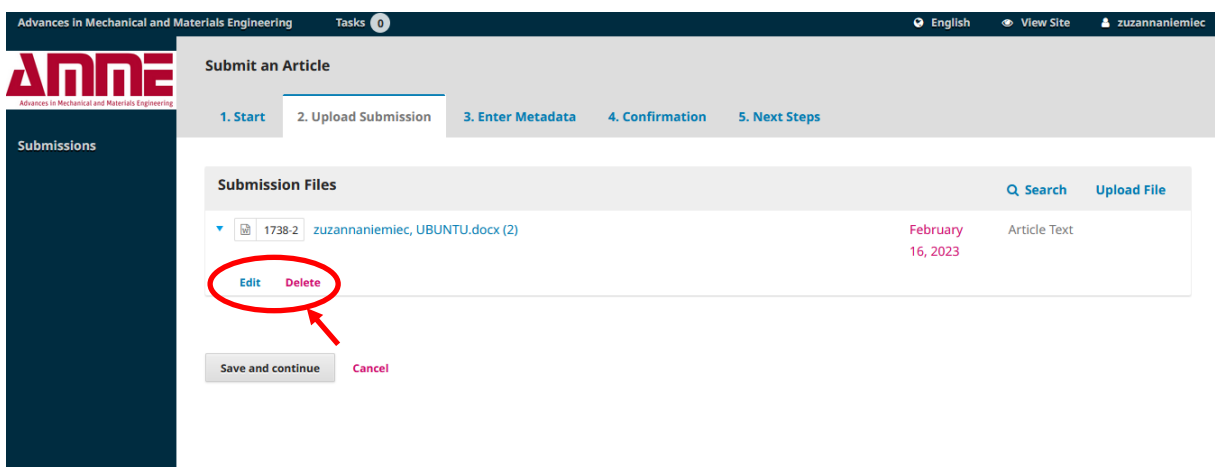 Advances in Mechanical and Materials Engineering Tasks 0 English View Site zuzannaniemiec
AMME
Advances in Mechanical and Materials Engineering
Submissions
Submit an Article
1. Start 2. Upload Submission 3. Enter Metadata 4. Confirmation 5. Next Steps
Submission Files Search Upload File
1738-2 zuzannaniemiec, UBUNTU.docx (2) February 16, 2023 Article Text
Edit Delete
Save and continue Cancel